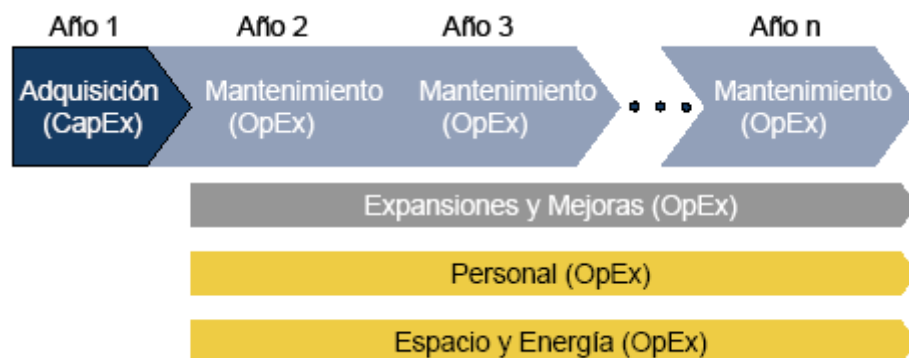 Año 1 Año 2 Año 3 Año n
Adquisición Mantenimiento Mantenimiento Mantenimiento
(CapEx) (OpEx) (OpEx) (OpEx)
Expansiones y Mejoras (OpEx)
Personal (OpEx)
Espacio y Energía (OpEx)